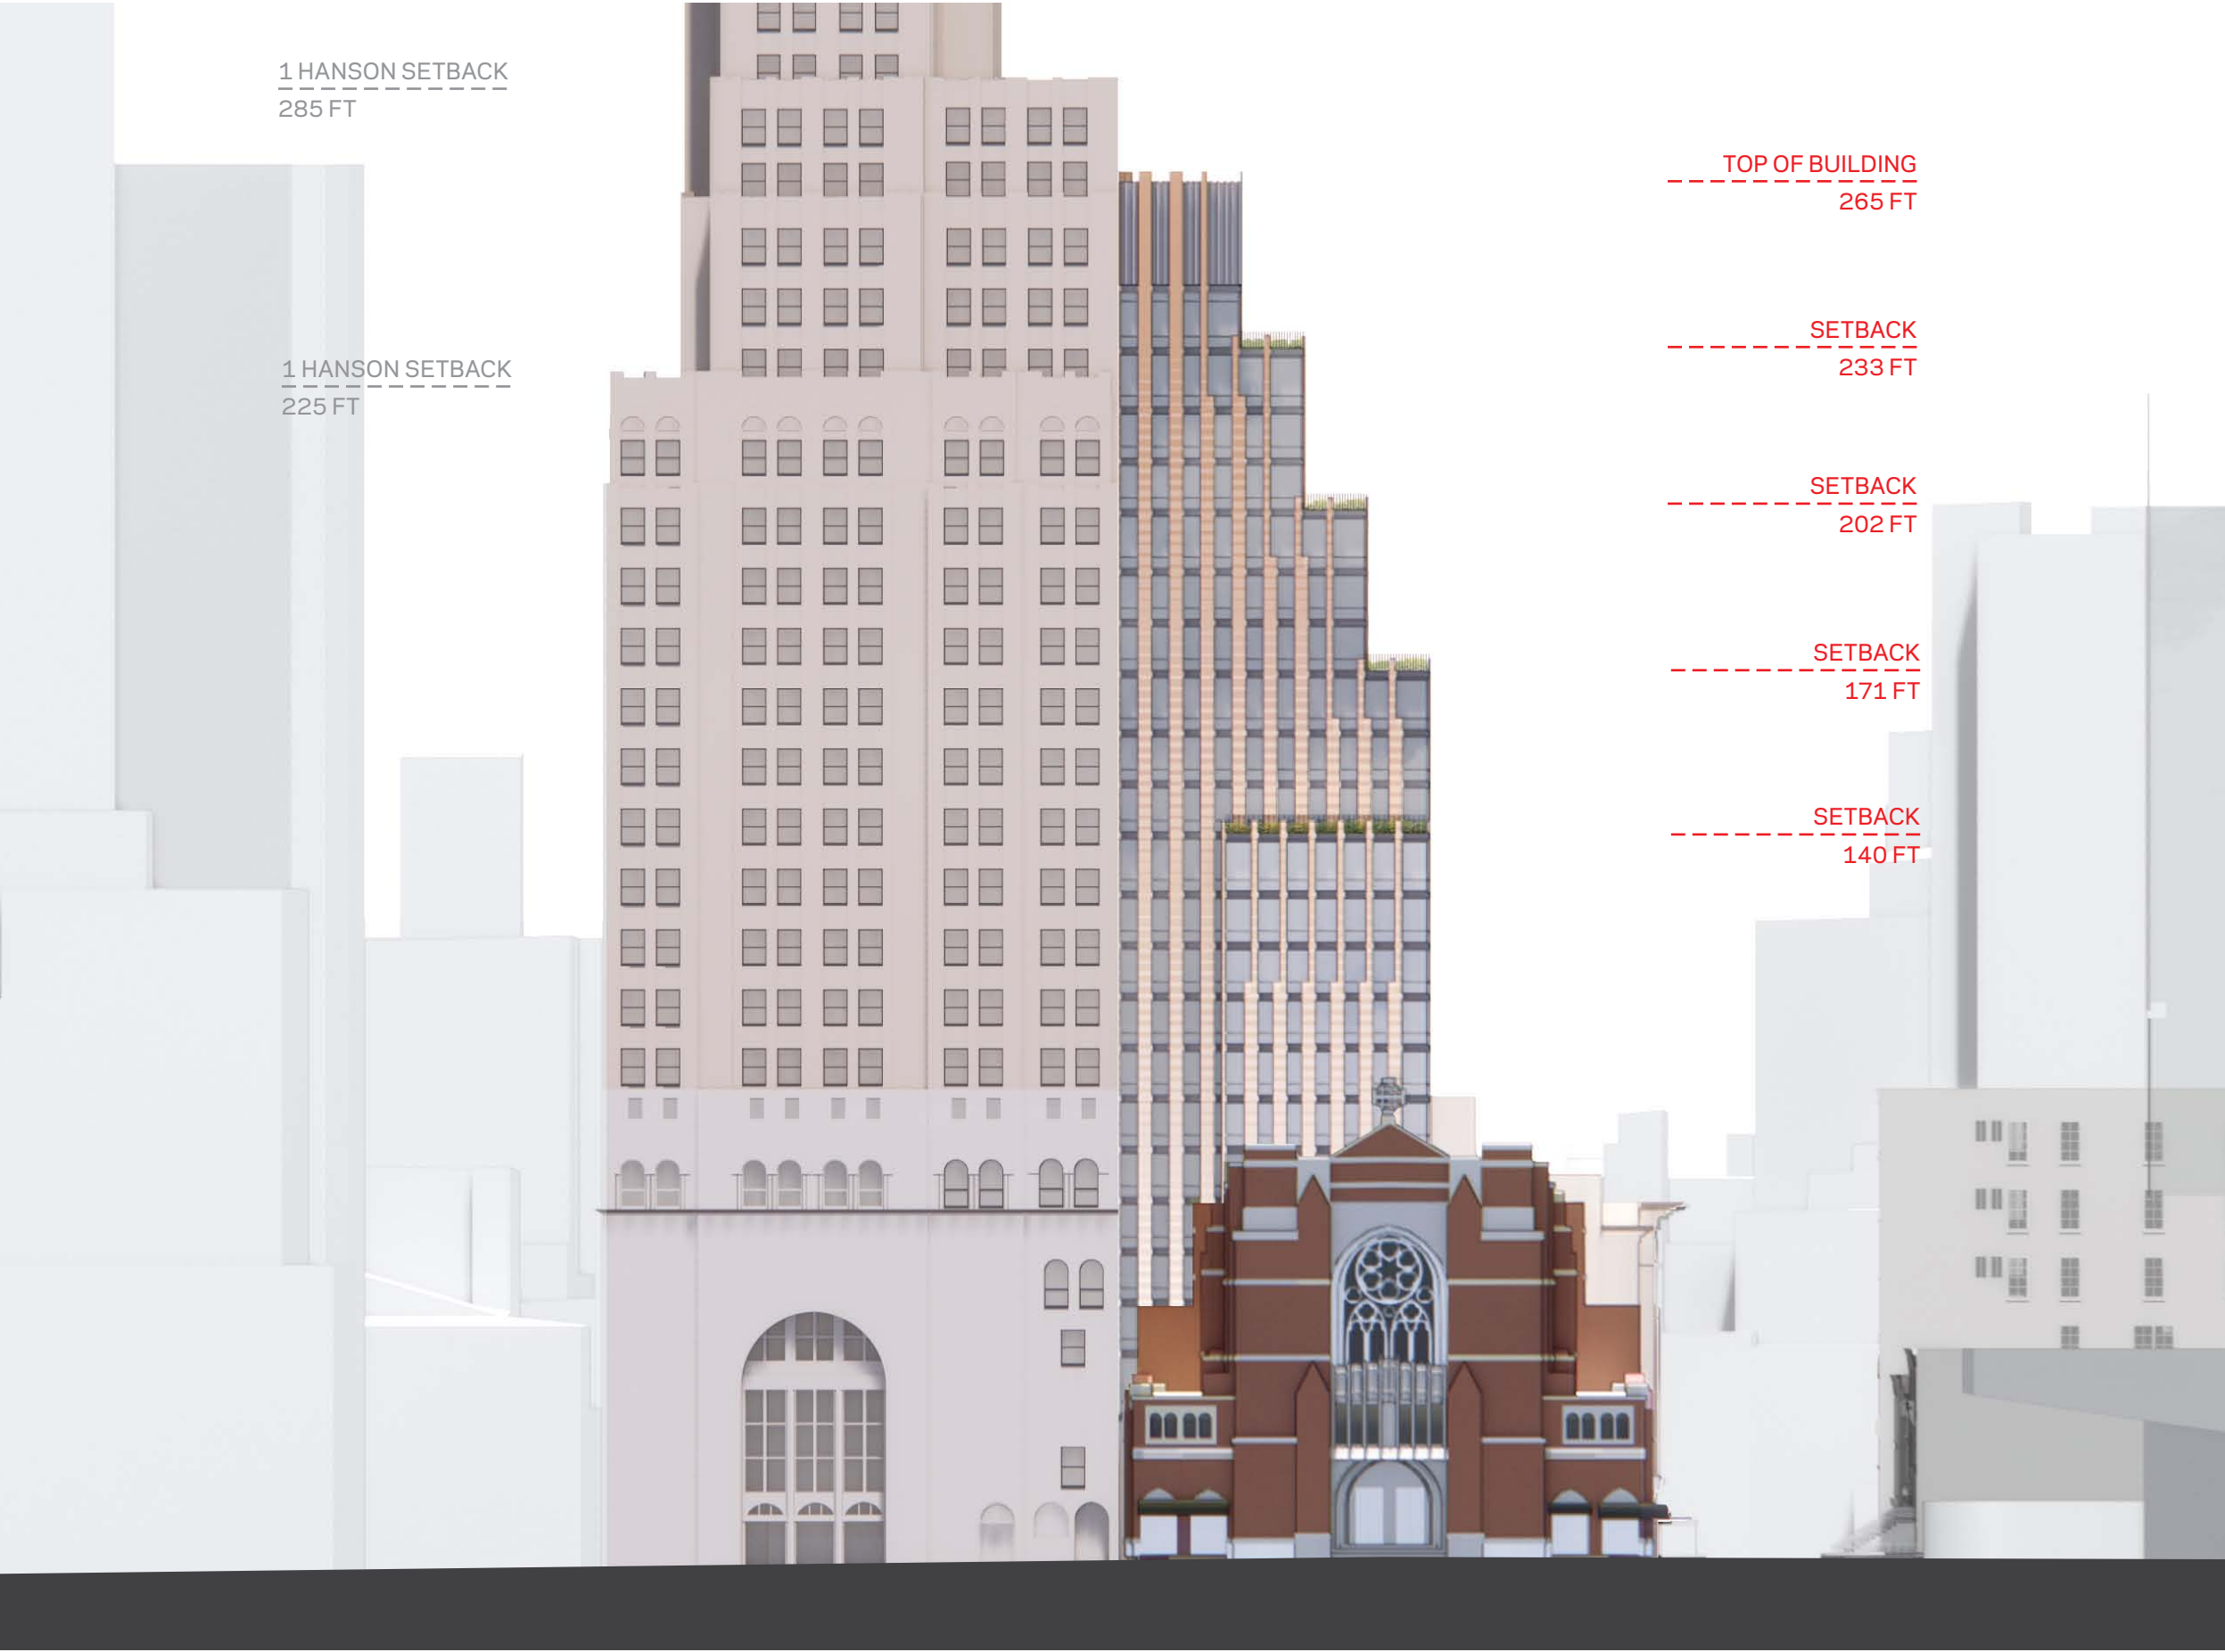 1 HANSON SETBACK
285 FT
1 HANSON SETBACK
225 FT
TOP OF BUILDING
265 FT
SETBACK
233 FT
SETBACK
202 FT
SETBACK
171 FT
SETBACK
140 FT